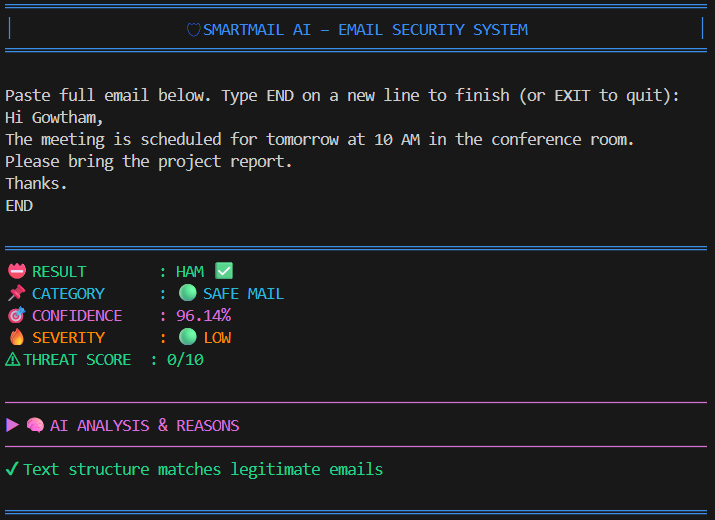 SMARTMAIL AI – EMAIL SECURITY SYSTEM
Paste full email below. Type END on a new line to finish (or EXIT to quit):
Hi Gowtham,
The meeting is scheduled for tomorrow at 10 AM in the conference room.
Please bring the project report.
Thanks.
END
RESULT : HAM ✅
CATEGORY : SAFE MAIL
CONFIDENCE : 96.14%
SEVERITY : LOW
⚠ THREAT SCORE : 0/10
▶ AI ANALYSIS & REASONS
✓ Text structure matches legitimate emails